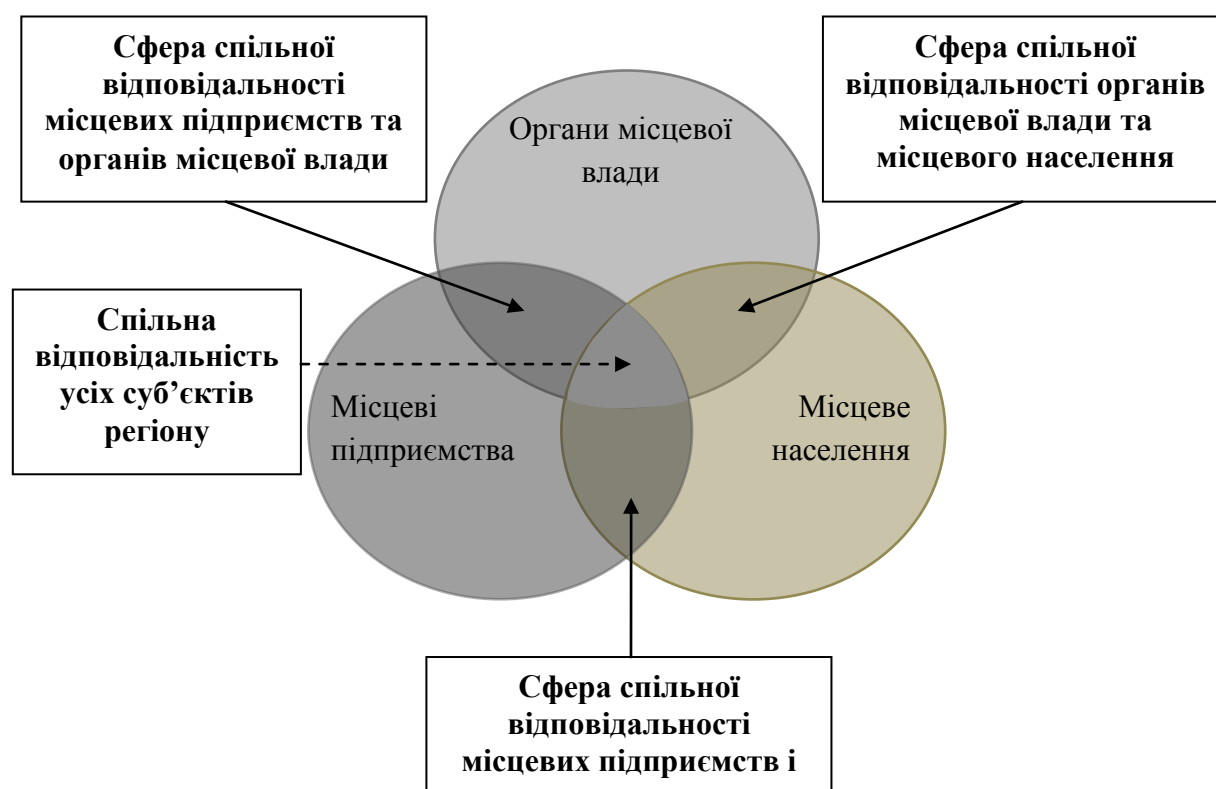 Сфера спільної
відповідальності
місцевих підприємств та
органів місцевої влади
Сфера спільної
відповідальності органів
місцевої влади та
місцевого населення
Органи місцевої
влади
Спільна
відповідальність
усіх суб’єктів
регіону
Місцеві
підприємства
Місцеве
населення
Сфера спільної
відповідальності
місцевих підприємств і